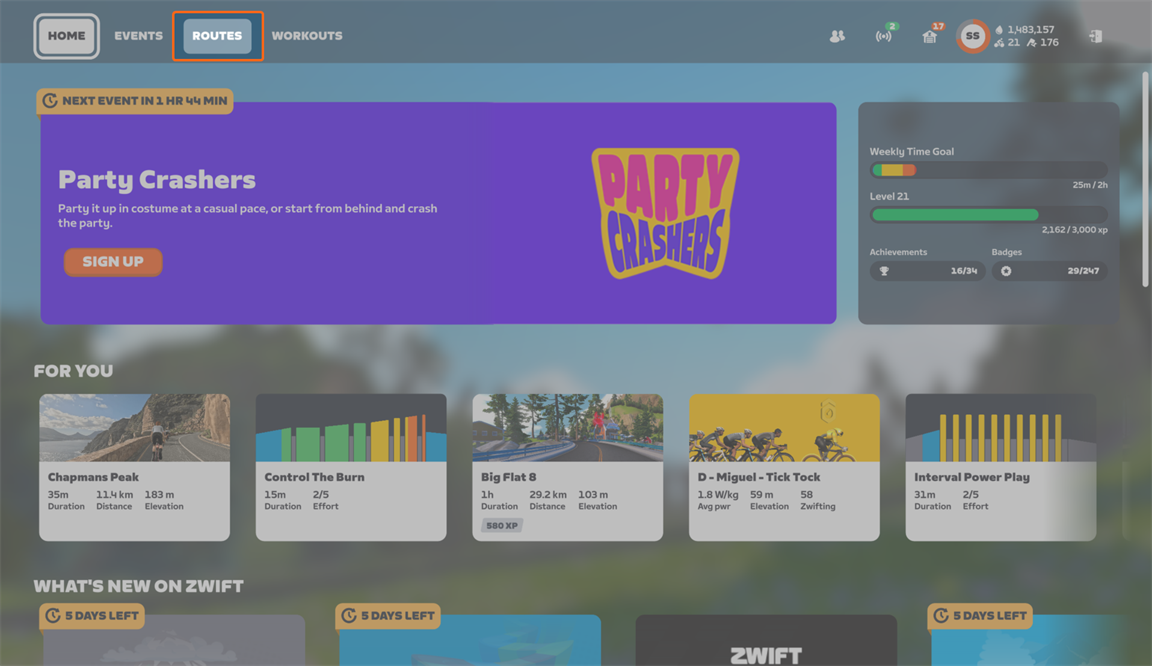 HOME
EVENTS
ROUTES
WORKOUTS
2
17
SS
1,483,157
21
176
NEXT EVENT IN 1 HR 44 MIN
Party Crashers
Party it up in costume at a casual pace, or start from behind and crash
the party.
SIGN UP
PARTY
CRASHERS
Weekly Time Goal
25m / 2h
Level 21
2,162 / 3,000 xp
Achievements
Badges
16/34
29/247
FOR YOU
Chapmans Peak
35m 11.4 km 183 m
Duration Distance Elevation
Control The Burn
15m 2/5
Duration Effort
Big Flat 8
1h 29.2 km 103 m
Duration Distance Elevation
580 XP
D - Miguel - Tick Tock
1.8 W/kg 59 m 58
Avg pwr Elevation Zwifting
Interval Power Play
31m 2/5
Duration Effort
WHAT'S NEW ON ZWIFT
5 DAYS LEFT
5 DAYS LEFT
ZWIFT
5 DAYS LEFT